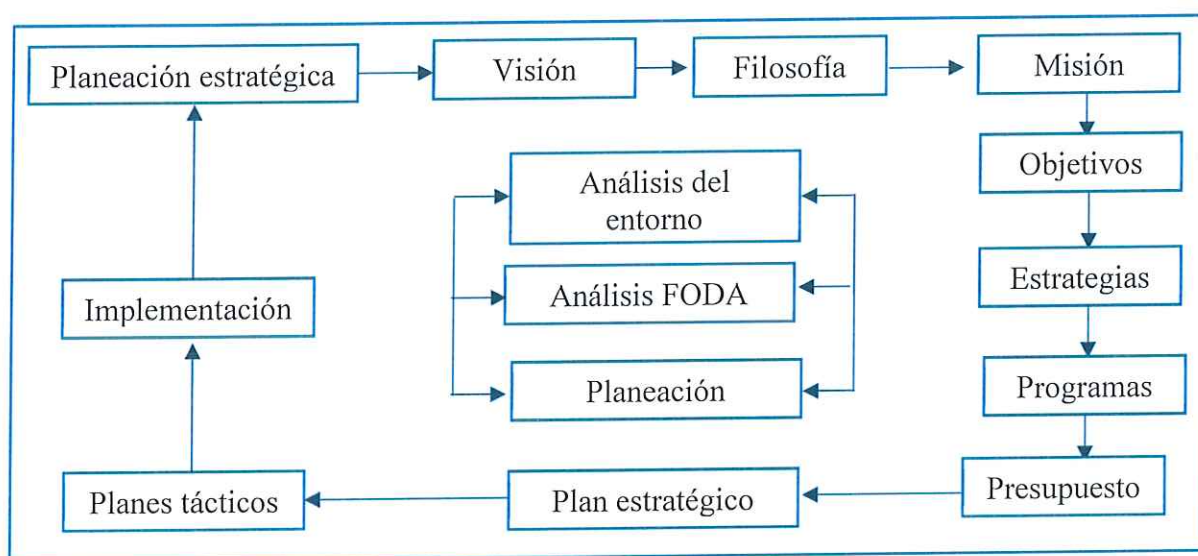 Planeación estratégica
Visión
Filosofía
Misión
Objetivos
Análisis del
entorno
Estrategias
Análisis FODA
Implementación
Programas
Planeación
Presupuesto
Plan estratégico
Planes tácticos